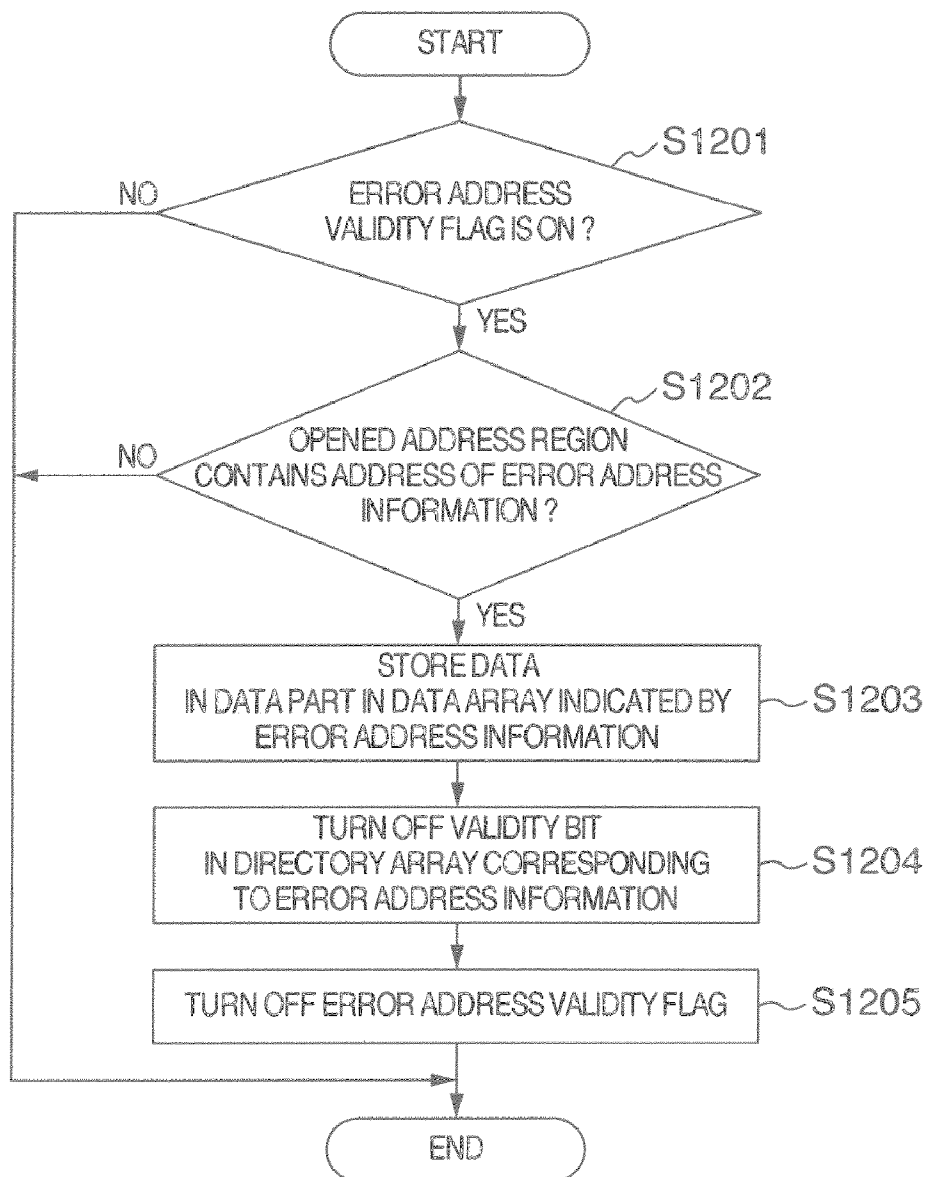 START
S1201
NO
ERROR ADDRESS
VALIDITY FLAG IS ON ?
YES
S1202
NO
OPENED ADDRESS REGION
CONTAINS ADDRESS OF ERROR ADDRESS
INFORMATION ?
YES
STORE DATA
IN DATA PART IN DATA ARRAY INDICATED BY
ERROR ADDRESS INFORMATION
S1203
TURN OFF VALIDITY BIT
IN DIRECTORY ARRAY CORRESPONDING
TO ERROR ADDRESS INFORMATION
S1204
TURN OFF ERROR ADDRESS VALIDITY FLAG
S1205
END